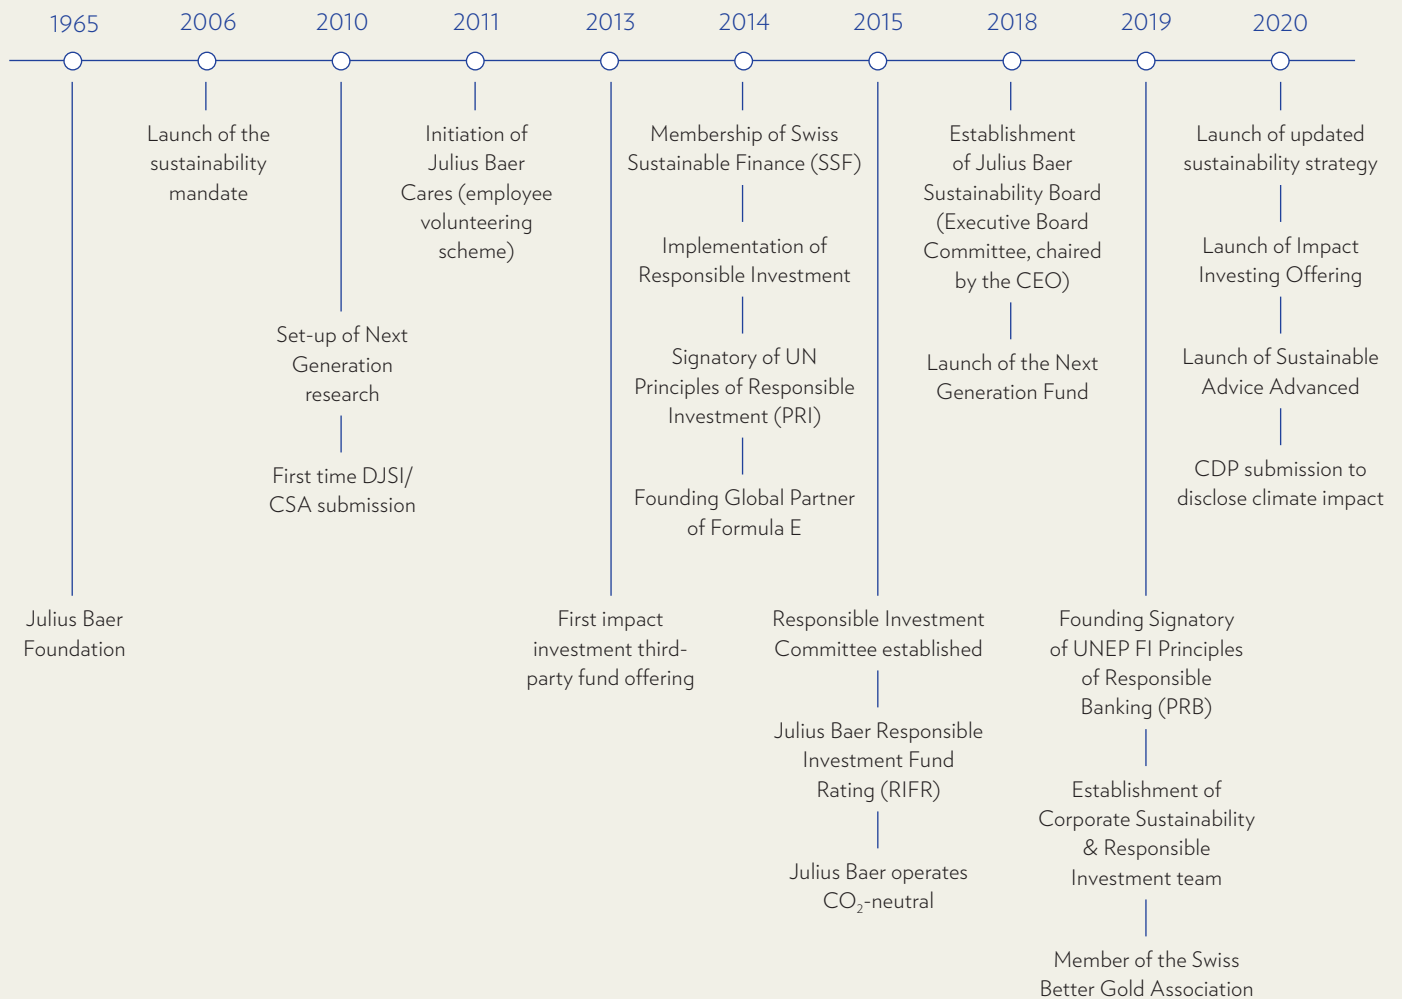 1965
2006
2010
2011
2013
2014
2015
2018
2019
2020
Launch of the
sustainability
mandate
Initiation of
Julius Baer
Cares (employee
volunteering
scheme)
Membership of Swiss
Sustainable Finance (SSF)
Implementation of
Responsible Investment
Signatory of UN
Principles of Responsible
Investment (PRI)
Founding Global Partner
of Formula E
Establishment
of Julius Baer
Sustainability Board
(Executive Board
Committee, chaired
by the CEO)
Launch of the Next
Generation Fund
Launch of updated
sustainability strategy
Launch of Impact
Investing Offering
Launch of Sustainable
Advice Advanced
CDP submission to
disclose climate impact
Set-up of Next
Generation
research
First time DJSI/
CSA submission
Julius Baer
Foundation
First impact
investment third-
party fund offering
Responsible Investment
Committee established
Julius Baer Responsible
Investment Fund
Rating (RIFR)
Julius Baer operates
CO₂-neutral
Founding Signatory
of UNEP FI Principles
of Responsible
Banking (PRB)
Establishment of
Corporate Sustainability
& Responsible
Investment team
Member of the Swiss
Better Gold Association